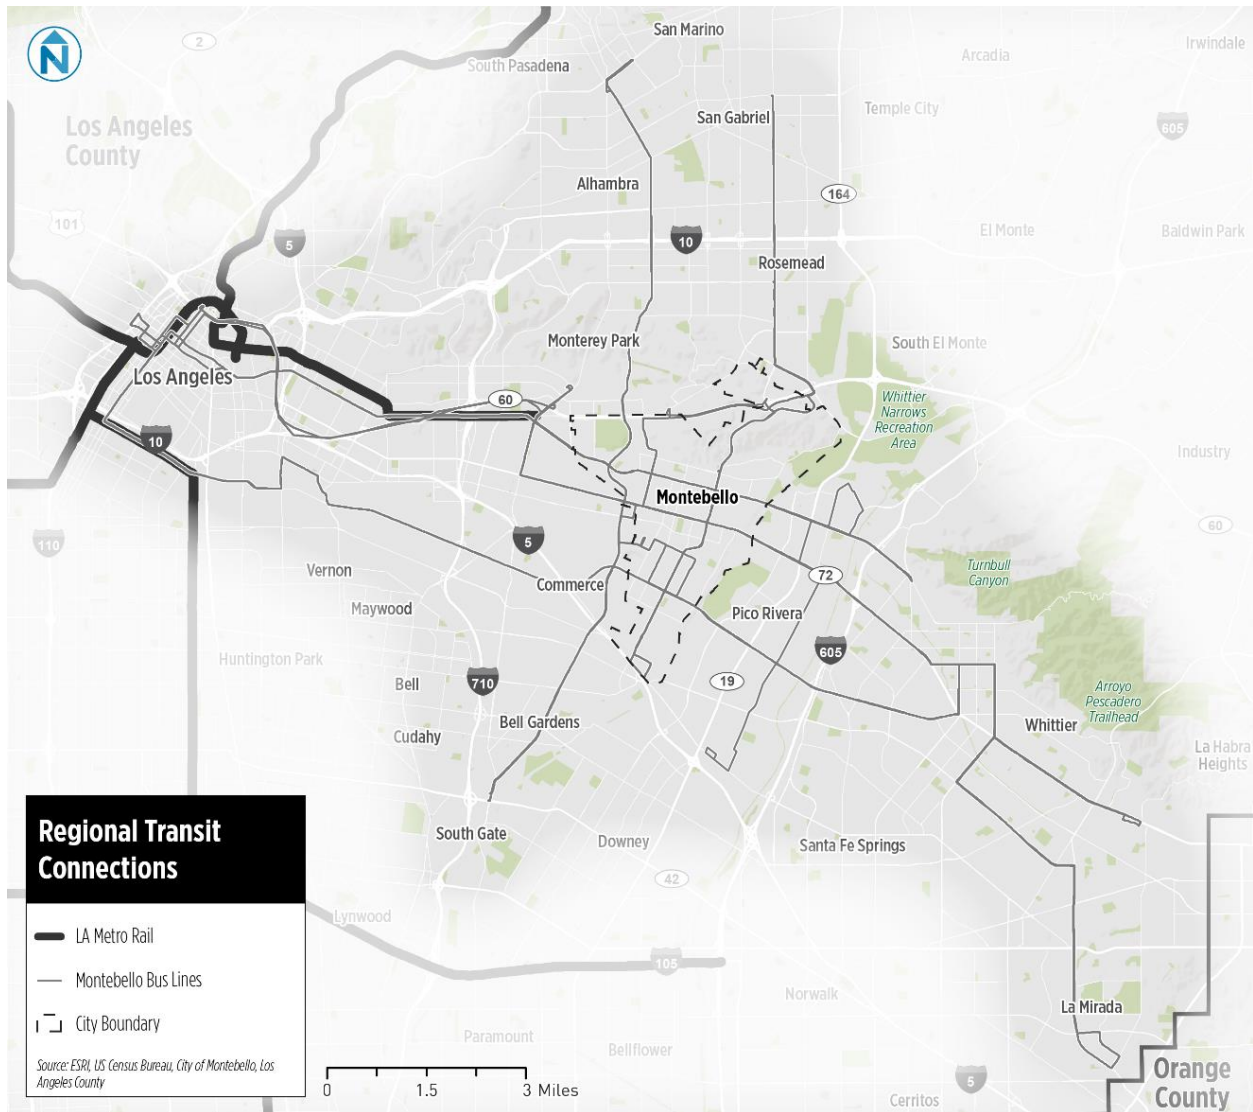 N
San Marino
2
South Pasadena
Arcadia
Irwindale
Los Angeles
County
San Gabriel
Temple City
605
Alhambra
164
101
5
10
El Monte
Baldwin Park
Rosemead
Monterey Park
South El Monte
Los Angeles
60
Whittier
Narrows
Recreation
Area
10
Industry
Montebello
60
110
5
Vernon
Commerce
72
Turnbull
Canyon
Maywood
Pico Rivera
Huntington Park
605
Bell
710
19
Arroyo
Pescadero
Trailhead
Bell Gardens
Cudahy
Whittier
La Habra
Heights
South Gate
Downey
Santa Fe Springs
42
Lynwood
105
Norwalk
La Mirada
Paramount
Bellflower
5
Orange
County
Cerritos
Regional Transit
Connections
LA Metro Rail
Montebello Bus Lines
City Boundary
Source: ESRI, US Census Bureau, City of Montebello, Los
Angeles County
0 1.5 3 Miles